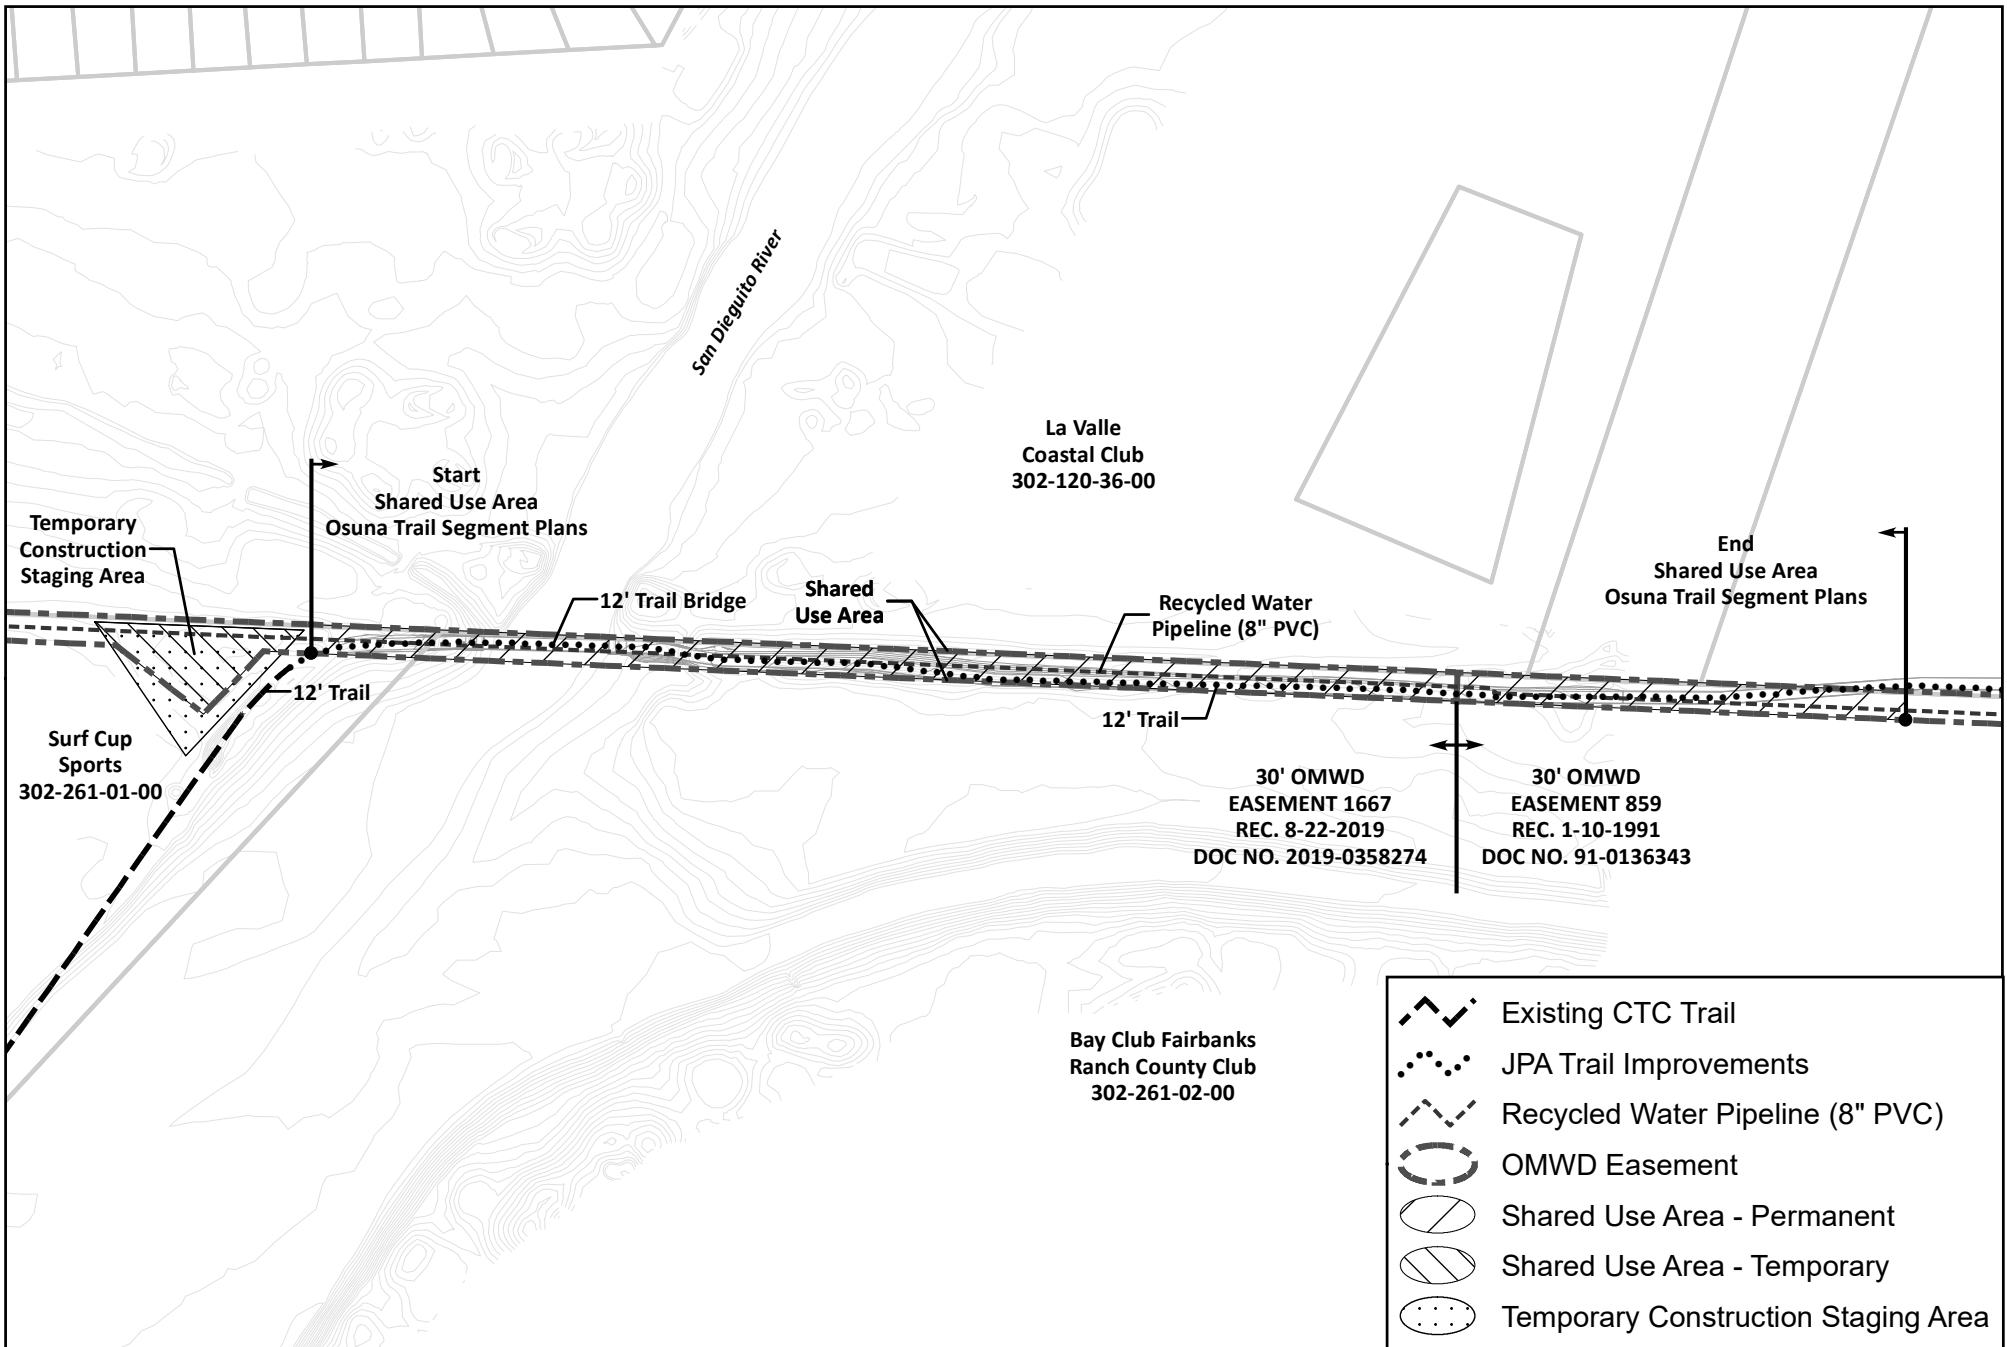 San Dieguito River
La Valle
Coastal Club
302-120-36-00
Start
Shared Use Area
Osuna Trail Segment Plans
Temporary
Construction
Staging Area
End
Shared Use Area
Osuna Trail Segment Plans
12' Trail Bridge
Shared
Use Area
Recycled Water
Pipeline (8" PVC)
12' Trail
12' Trail
Surf Cup
Sports
302-261-01-00
30' OMWD
EASEMENT 1667
REC. 8-22-2019
DOC NO. 2019-0358274
30' OMWD
EASEMENT 859
REC. 1-10-1991
DOC NO. 91-0136343
Bay Club Fairbanks
Ranch County Club
302-261-02-00
Existing CTC Trail
JPA Trail Improvements
Recycled Water Pipeline (8" PVC)
OMWD Easement
Shared Use Area - Permanent
Shared Use Area - Temporary
Temporary Construction Staging Area